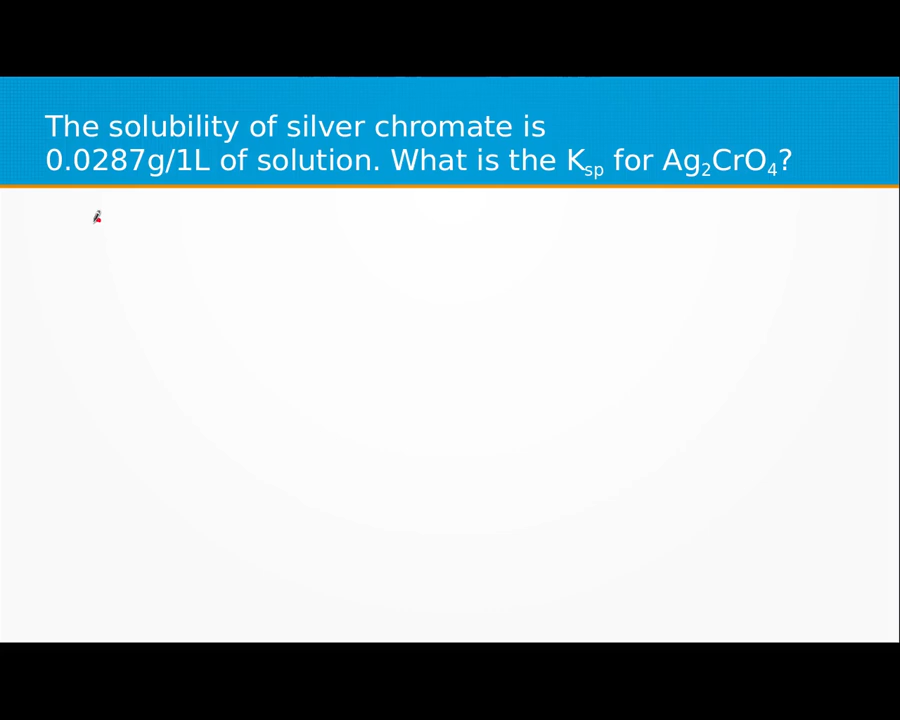 The solubility of silver chromate is
0.0287g/1L of solution. What is the Ksp for Ag2CrO4?